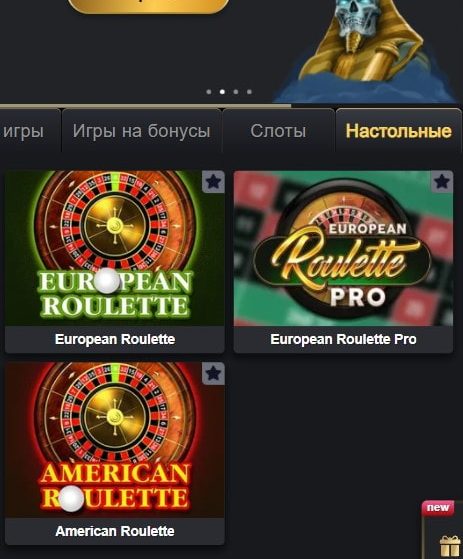 игры
Игры на бонусы
Слоты
Настольные
EUROPEAN
ROULETTE
European Roulette
EUROPEAN
Roulette
PRO
European Roulette Pro
AMERICAN
ROULETTE
American Roulette
new